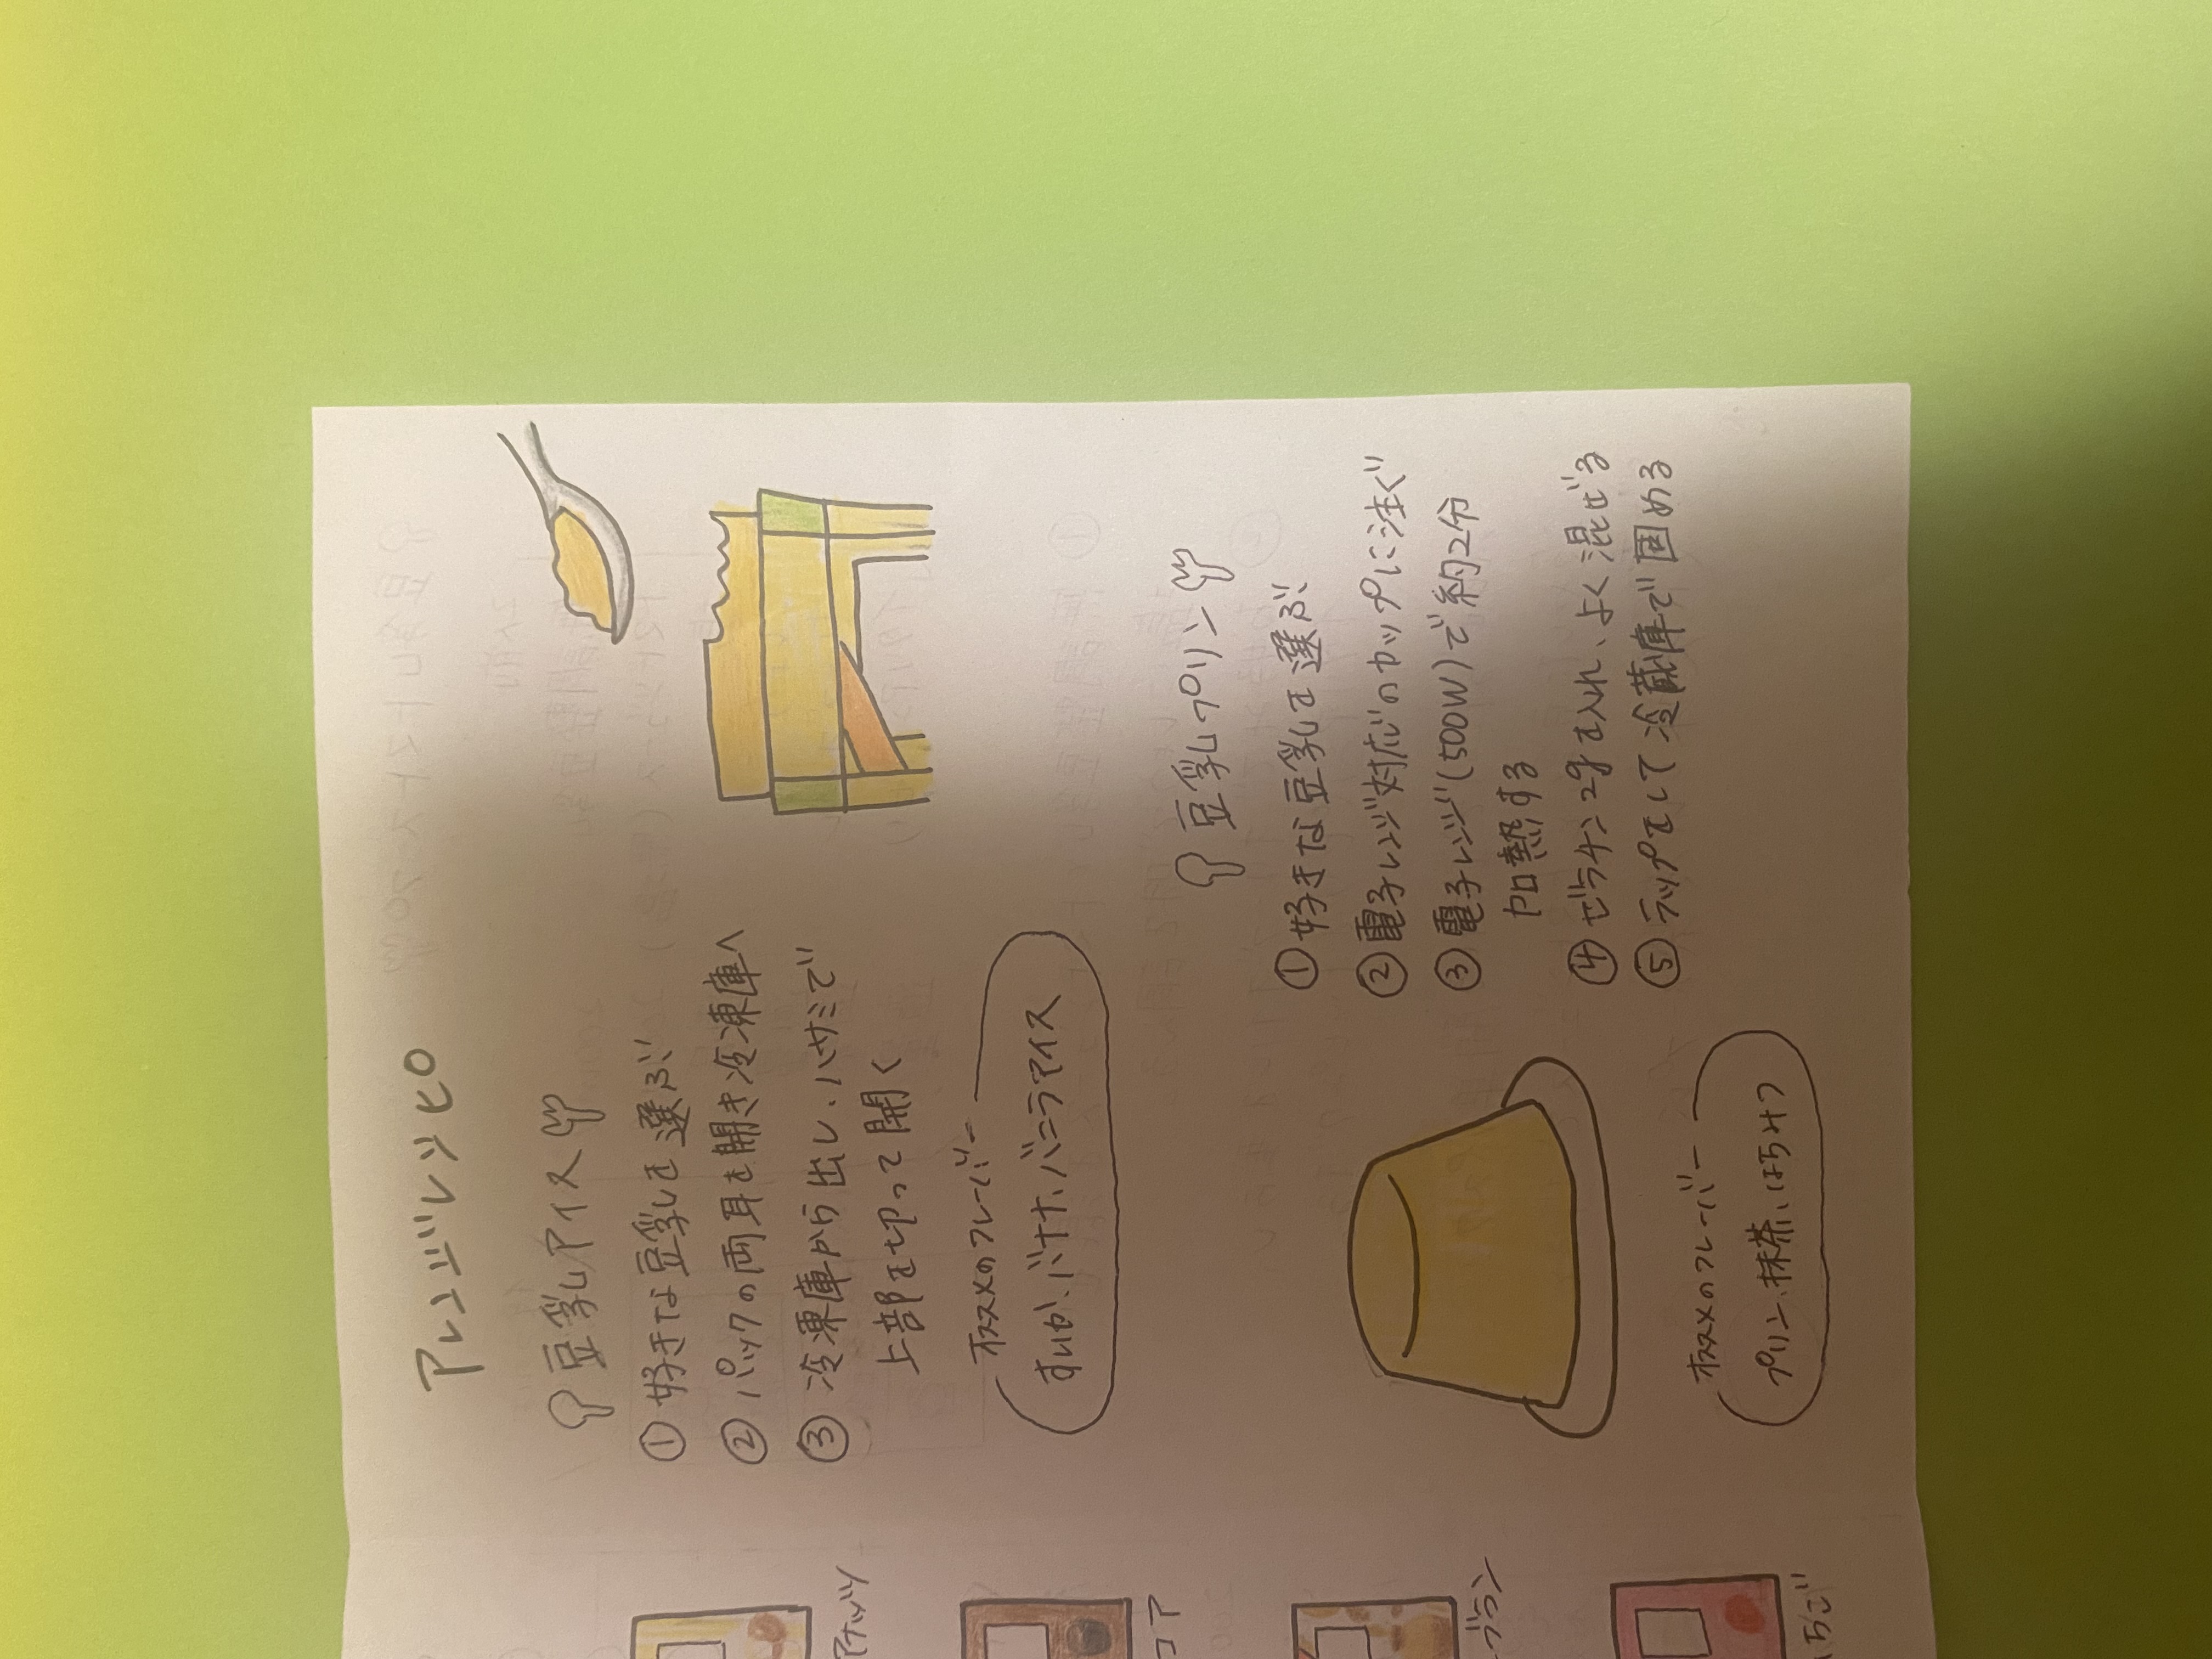 アレンジレシピ
豆乳アイス
① 好きな豆乳を選ぶ
② パックの両耳を開き冷凍庫へ
③ 冷凍庫から出し、ハサミで
上部を切って開く
オススメのフレーバー
すいか、バナナ、バニラアイス
豆乳プリン
① 好きな豆乳を選ぶ
② 電子レンジ対応のカップに注ぐ
③ 電子レンジ(500W)で約2分
加熱する
④ ゼラチン2gを入れ、よく混ぜる
⑤ ラップをして冷蔵庫で固める
オススメのフレーバー
プリン、抹茶、はちみつ
アナッツ
コア
ブラン
ちご